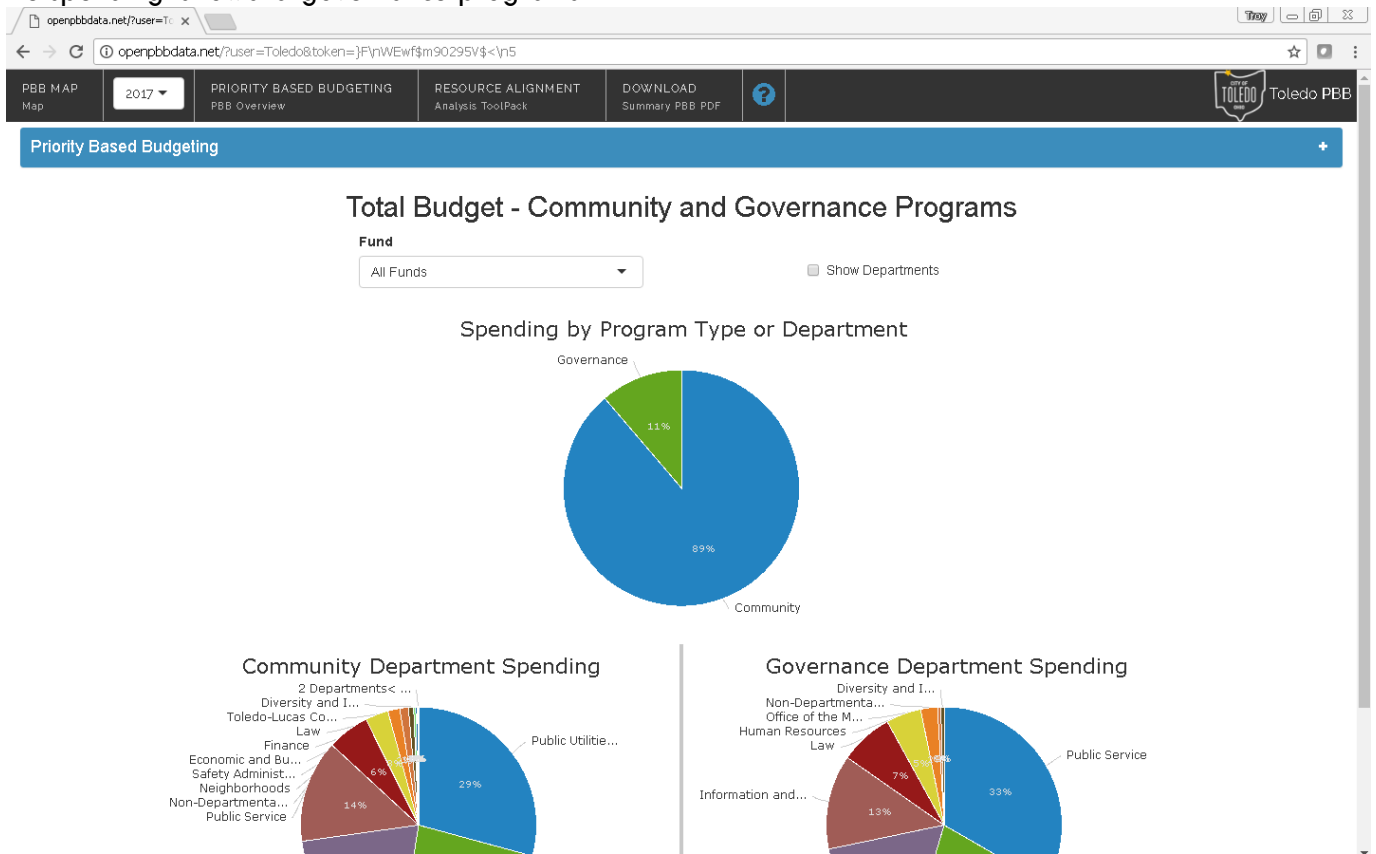 openpbbdata.net/?user=To
Troy
openpbbdata.net/?user=Toledo&token=}F\nWEwf$m90295V$<\n5
PBB MAP
Map
2017
PRIORITY BASED BUDGETING
PBB Overview
RESOURCE ALIGNMENT
Analysis ToolPack
DOWNLOAD
Summary PBB PDF
?
CITY OF
TOLEDO
OHIO
Toledo PBB
Priority Based Budgeting
Total Budget - Community and Governance Programs
Fund
All Funds
Show Departments
Spending by Program Type or Department
Governance
11%
89%
Community
Community Department Spending
2 Departments< ...
Diversity and I...
Toledo-Lucas Co...
Law
Finance
Economic and Bu...
Safety Administ...
Neighborhoods
Non-Departmenta...
Public Service
Public Utilitie...
6%
29%
14%
Governance Department Spending
Diversity and I...
Non-Departmenta...
Office of the M...
Human Resources
Law
Information and...
Public Service
5%
7%
33%
13%